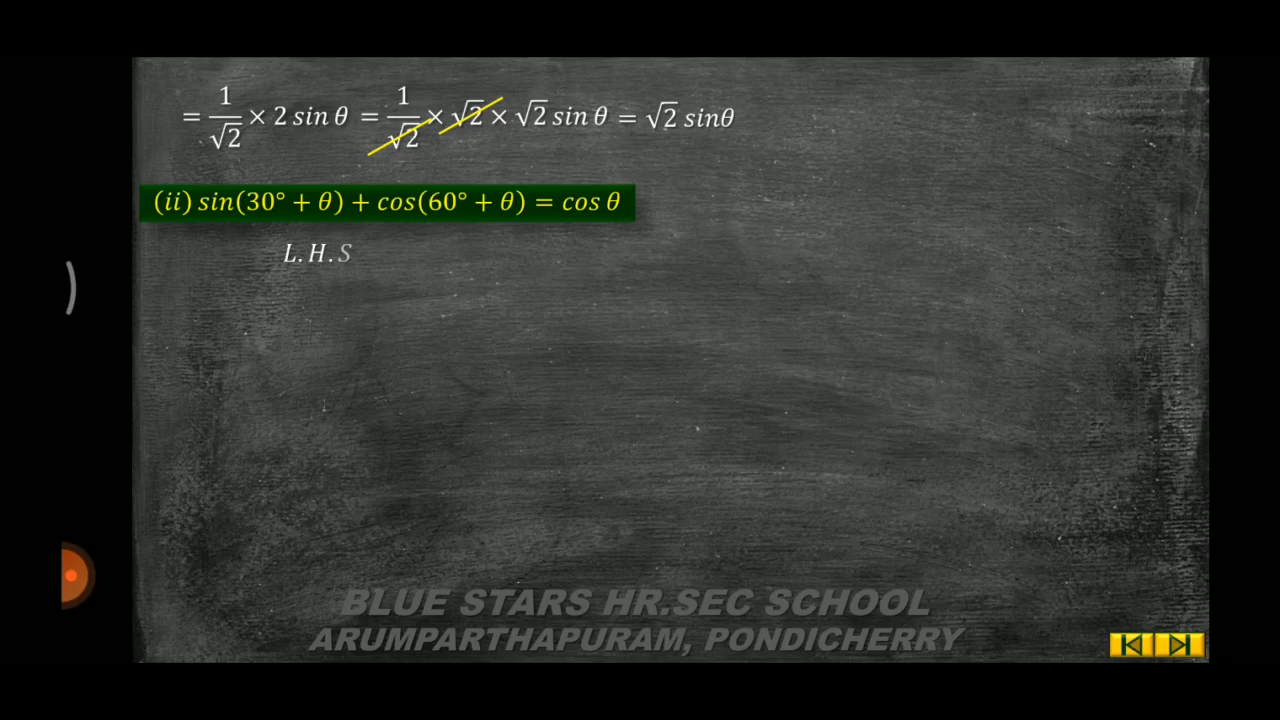 = 1/√2 × 2 sin θ = 1/√2 × √2 × √2 sin θ = √2 sinθ
(ii) sin(30° + θ) + cos(60° + θ) = cos θ
L.H.S
BLUE STARS HR.SEC SCHOOL
ARUMPARTHAPURAM, PONDICHERRY